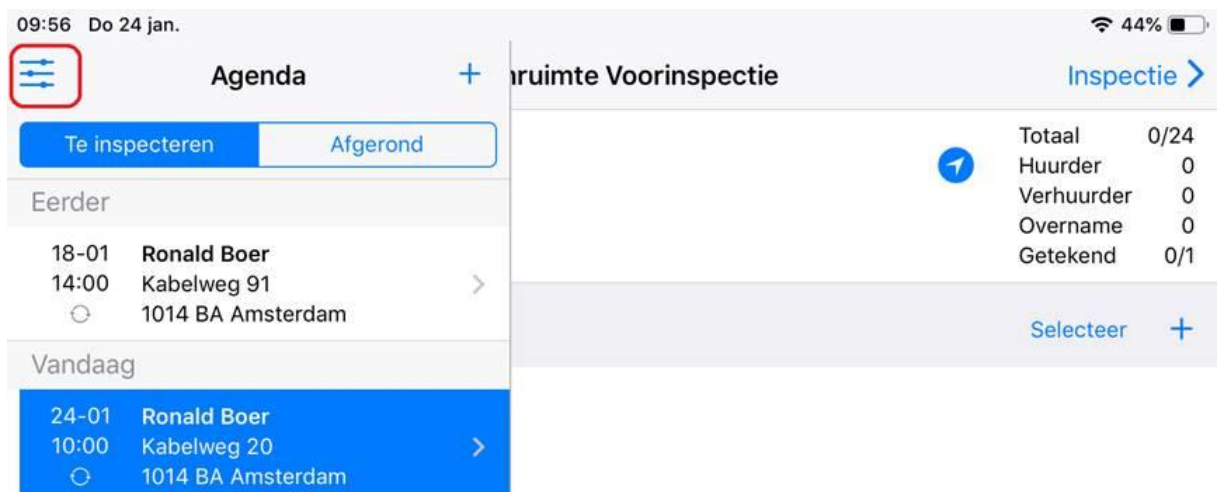 09:56 Do 24 jan.
44%
Agenda
Te inspecteren
Afgerond
Eerder
18-01 Ronald Boer
14:00 Kabelweg 91
1014 BA Amsterdam
Vandaag
24-01 Ronald Boer
10:00 Kabelweg 20
1014 BA Amsterdam
Voorinspectie
Inspectie
Totaal 0/24
Huurder 0
Verhuurder 0
Overname 0
Getekend 0/1
Selecteer